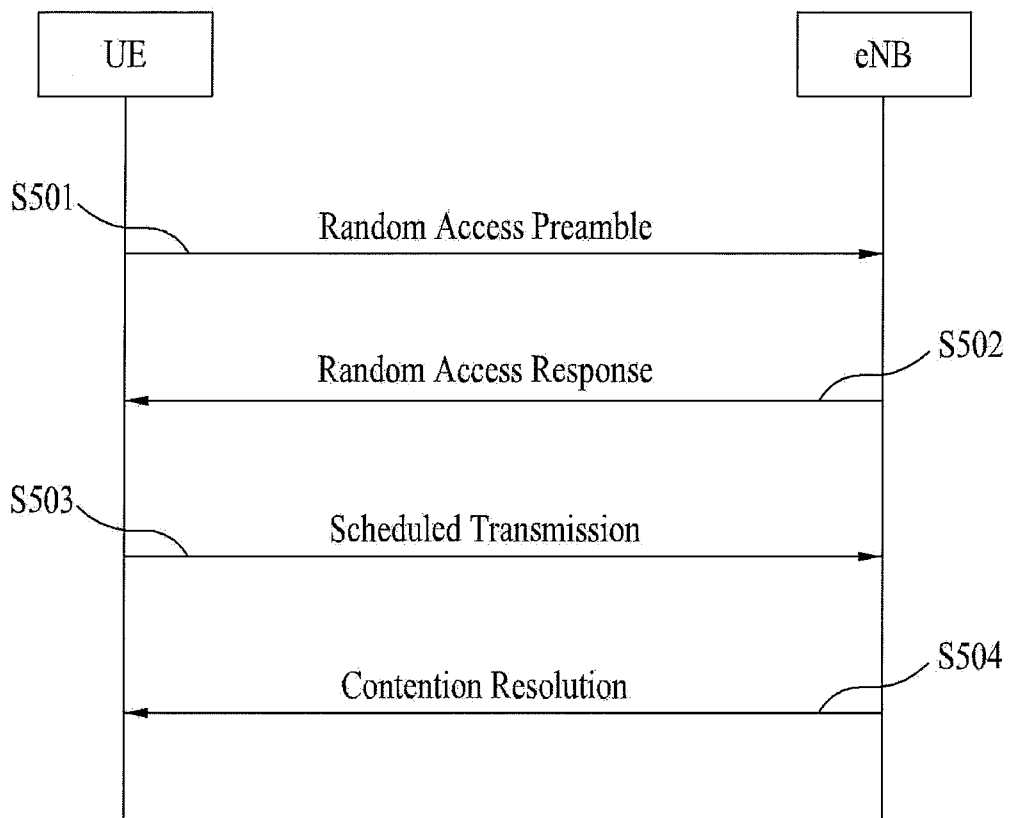 UE
eNB
S501
Random Access Preamble
S502
Random Access Response
S503
Scheduled Transmission
S504
Contention Resolution